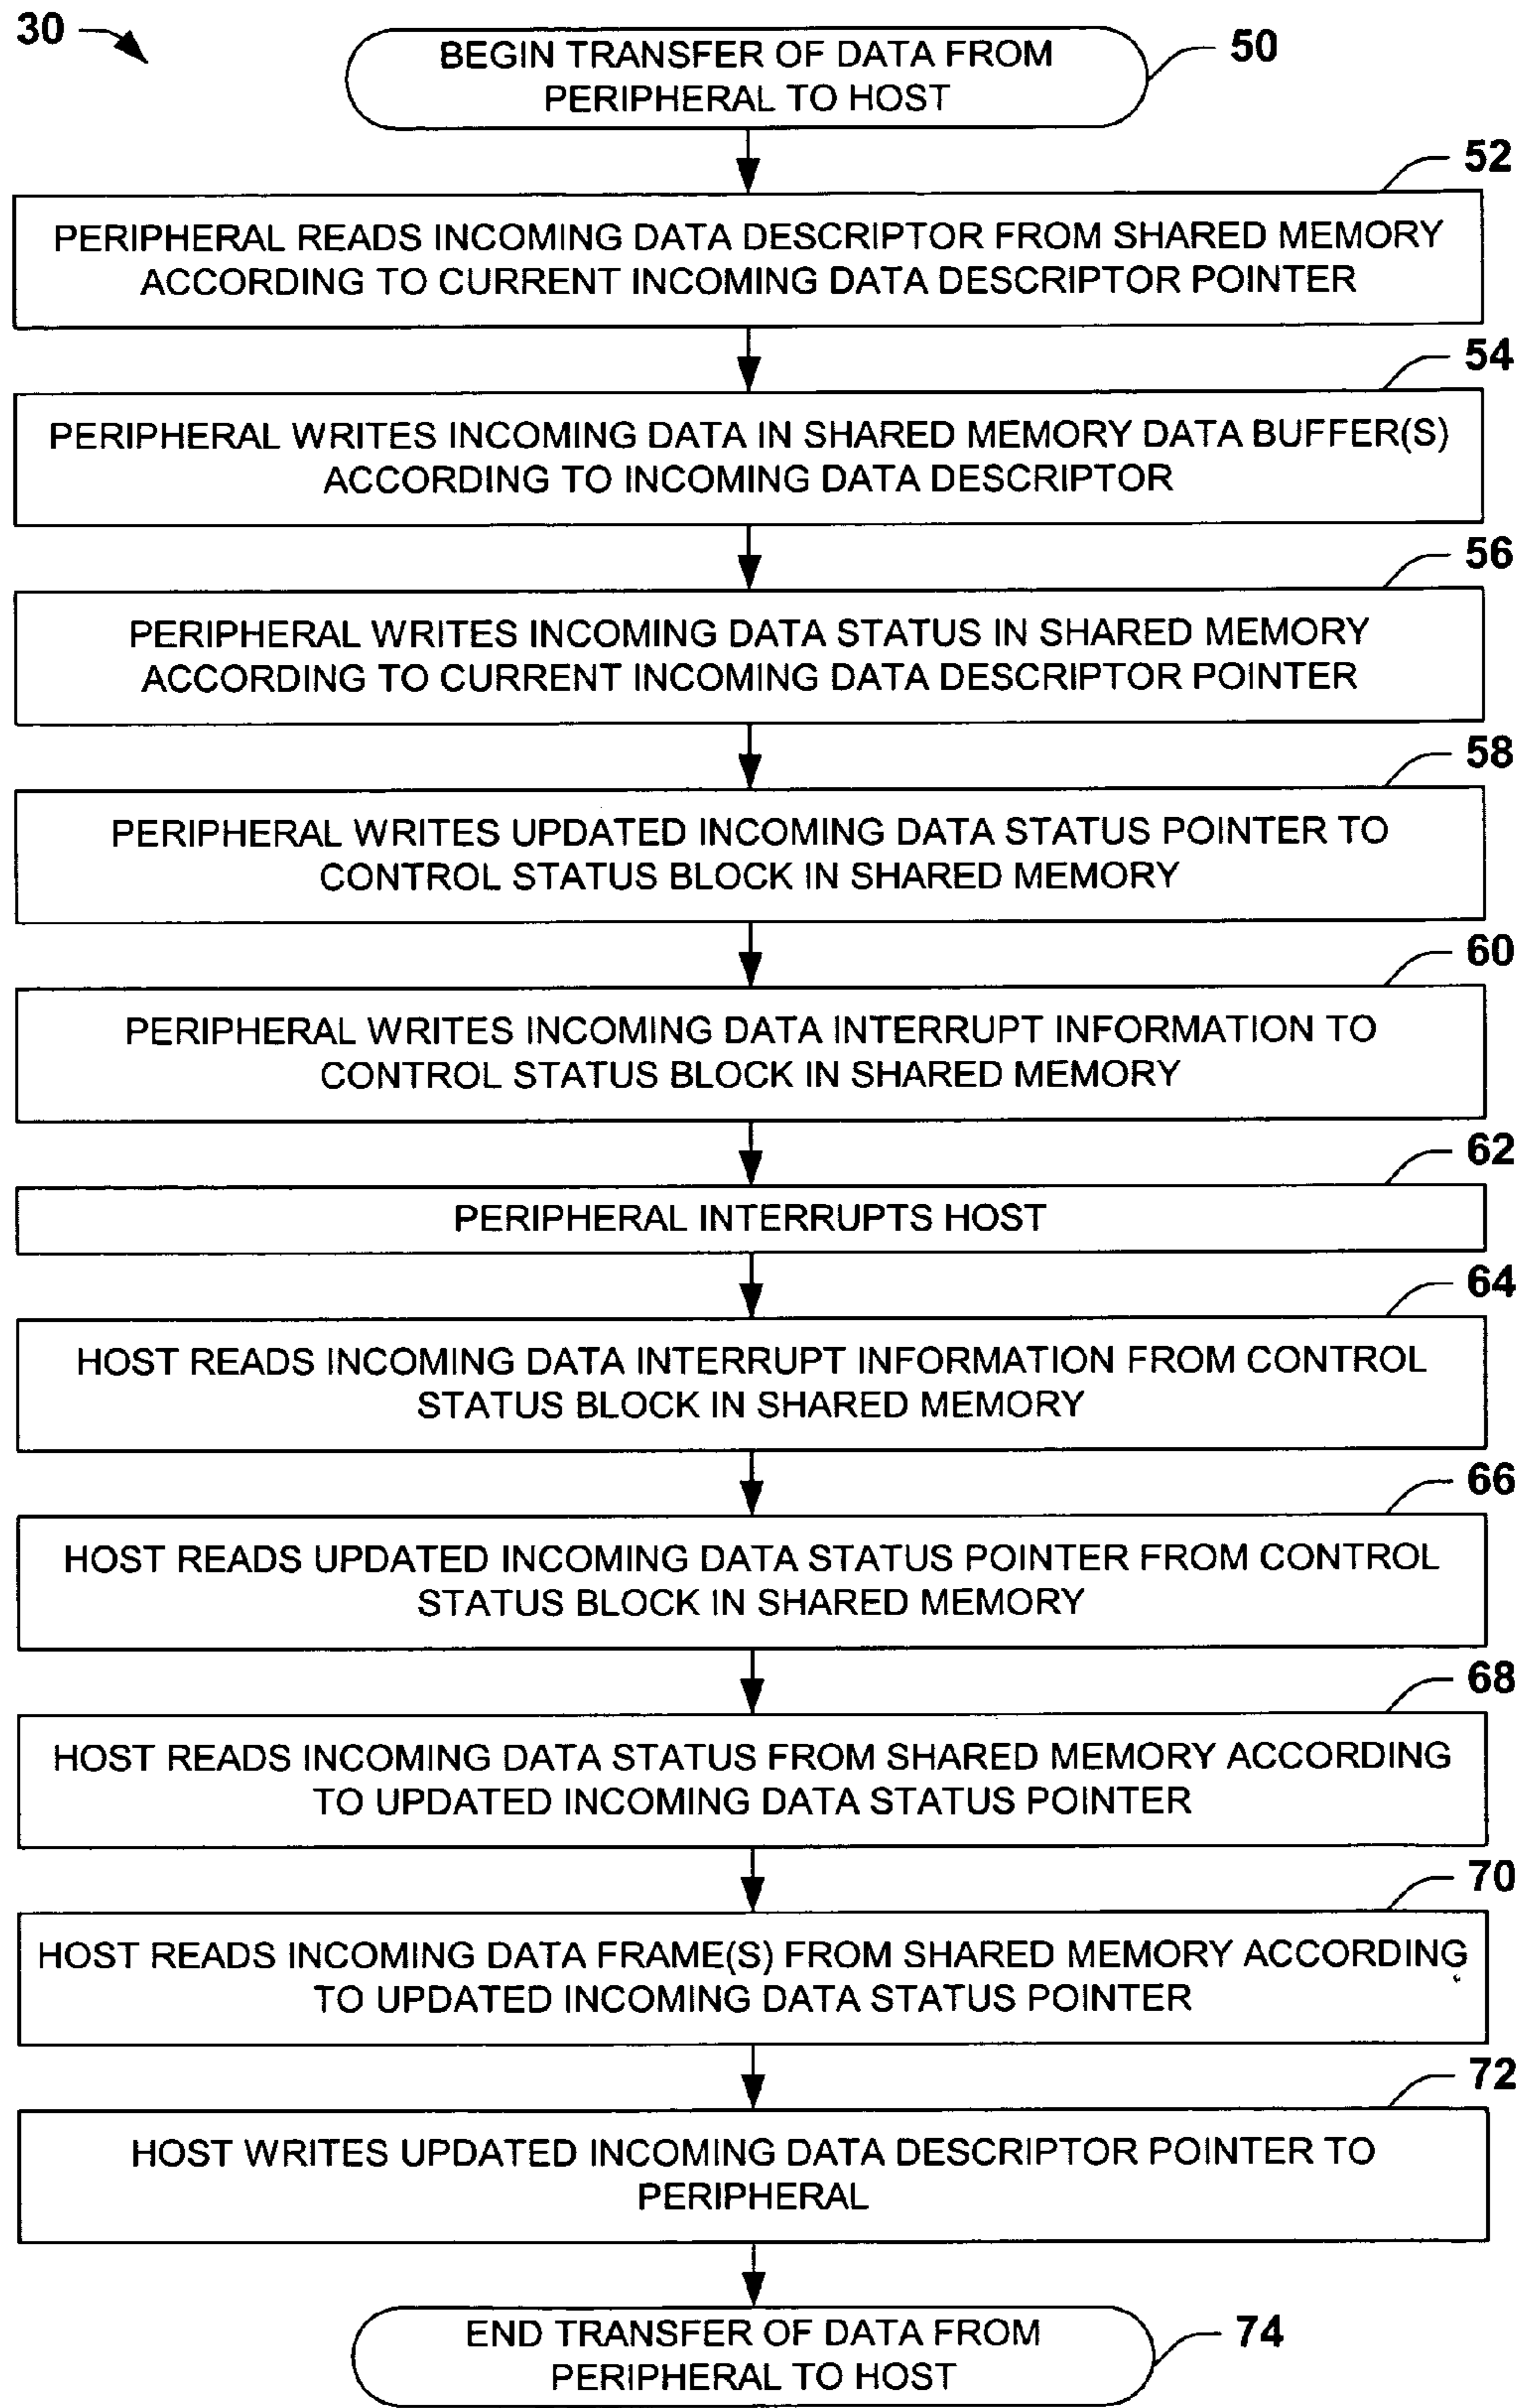 30
BEGIN TRANSFER OF DATA FROM
PERIPHERAL TO HOST
50
52
PERIPHERAL READS INCOMING DATA DESCRIPTOR FROM SHARED MEMORY
ACCORDING TO CURRENT INCOMING DATA DESCRIPTOR POINTER
54
PERIPHERAL WRITES INCOMING DATA IN SHARED MEMORY DATA BUFFER(S)
ACCORDING TO INCOMING DATA DESCRIPTOR
56
PERIPHERAL WRITES INCOMING DATA STATUS IN SHARED MEMORY
ACCORDING TO CURRENT INCOMING DATA DESCRIPTOR POINTER
58
PERIPHERAL WRITES UPDATED INCOMING DATA STATUS POINTER TO
CONTROL STATUS BLOCK IN SHARED MEMORY
60
PERIPHERAL WRITES INCOMING DATA INTERRUPT INFORMATION TO
CONTROL STATUS BLOCK IN SHARED MEMORY
62
PERIPHERAL INTERRUPTS HOST
64
HOST READS INCOMING DATA INTERRUPT INFORMATION FROM CONTROL
STATUS BLOCK IN SHARED MEMORY
66
HOST READS UPDATED INCOMING DATA STATUS POINTER FROM CONTROL
STATUS BLOCK IN SHARED MEMORY
68
HOST READS INCOMING DATA STATUS FROM SHARED MEMORY ACCORDING
TO UPDATED INCOMING DATA STATUS POINTER
70
HOST READS INCOMING DATA FRAME(S) FROM SHARED MEMORY ACCORDING
TO UPDATED INCOMING DATA STATUS POINTER
72
HOST WRITES UPDATED INCOMING DATA DESCRIPTOR POINTER TO
PERIPHERAL
END TRANSFER OF DATA FROM
PERIPHERAL TO HOST
74